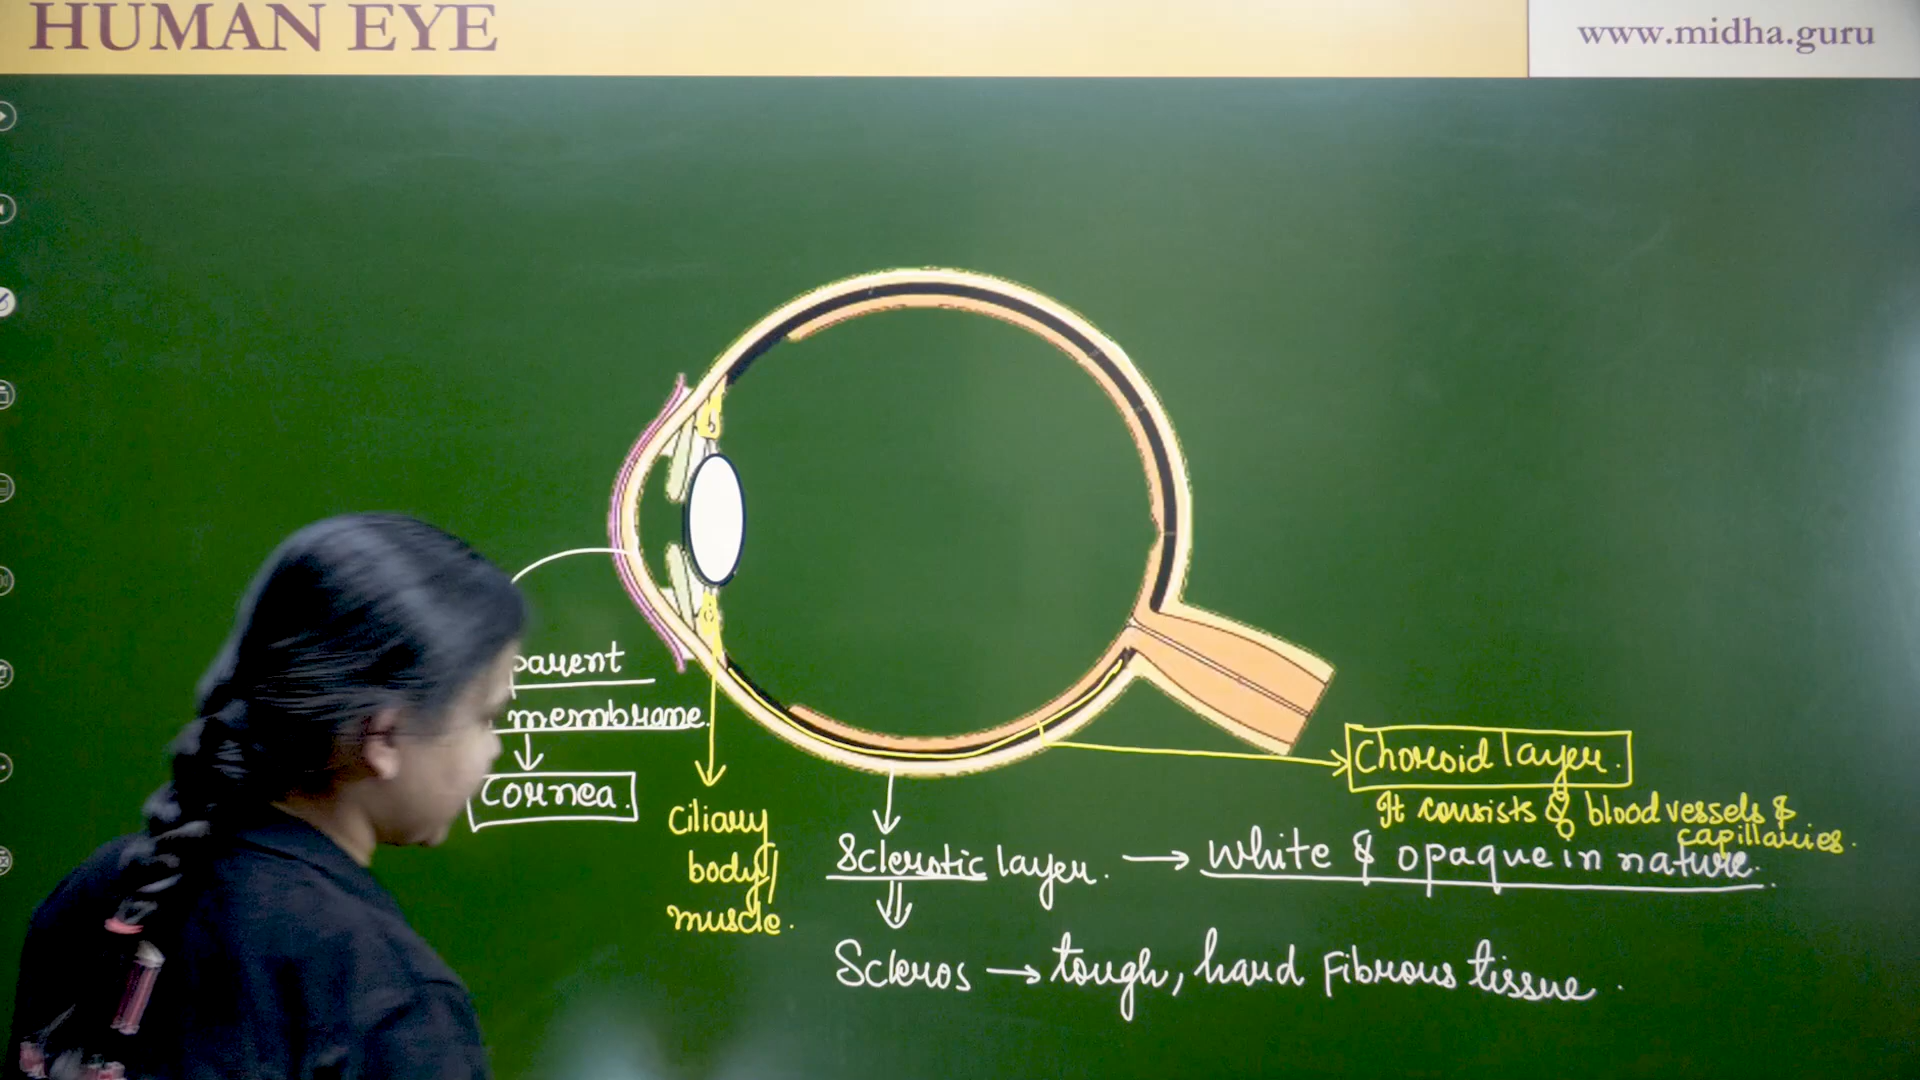 HUMAN EYE
www.midha.guru
parent
membrane.
Cornea.
Ciliary
body/
muscle.
Sclerotic layer. → white & opaque in nature.
Scleros → tough, hard Fibrous tissue.
Choroid layer.
It consists of blood vessels &
capillaries.